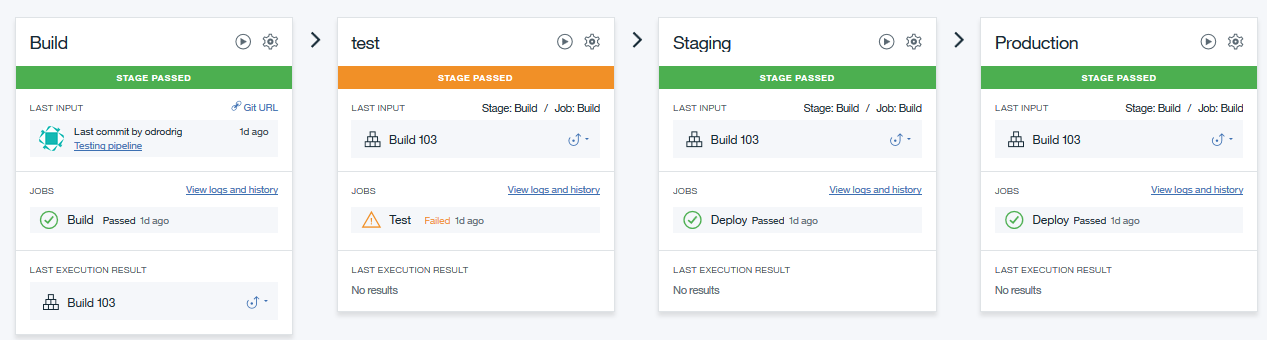 Build
STAGE PASSED
LAST INPUT Git URL
Last commit by odrodrig 1d ago
Testing pipeline
JOBS View logs and history
Build Passed 1d ago
LAST EXECUTION RESULT
Build 103
test
STAGE PASSED
LAST INPUT Stage: Build / Job: Build
Build 103
JOBS View logs and history
Test Failed 1d ago
LAST EXECUTION RESULT
No results
Staging
STAGE PASSED
LAST INPUT Stage: Build / Job: Build
Build 103
JOBS View logs and history
Deploy Passed 1d ago
LAST EXECUTION RESULT
No results
Production
STAGE PASSED
LAST INPUT Stage: Build / Job: Build
Build 103
JOBS View logs and history
Deploy Passed 1d ago
LAST EXECUTION RESULT
No results